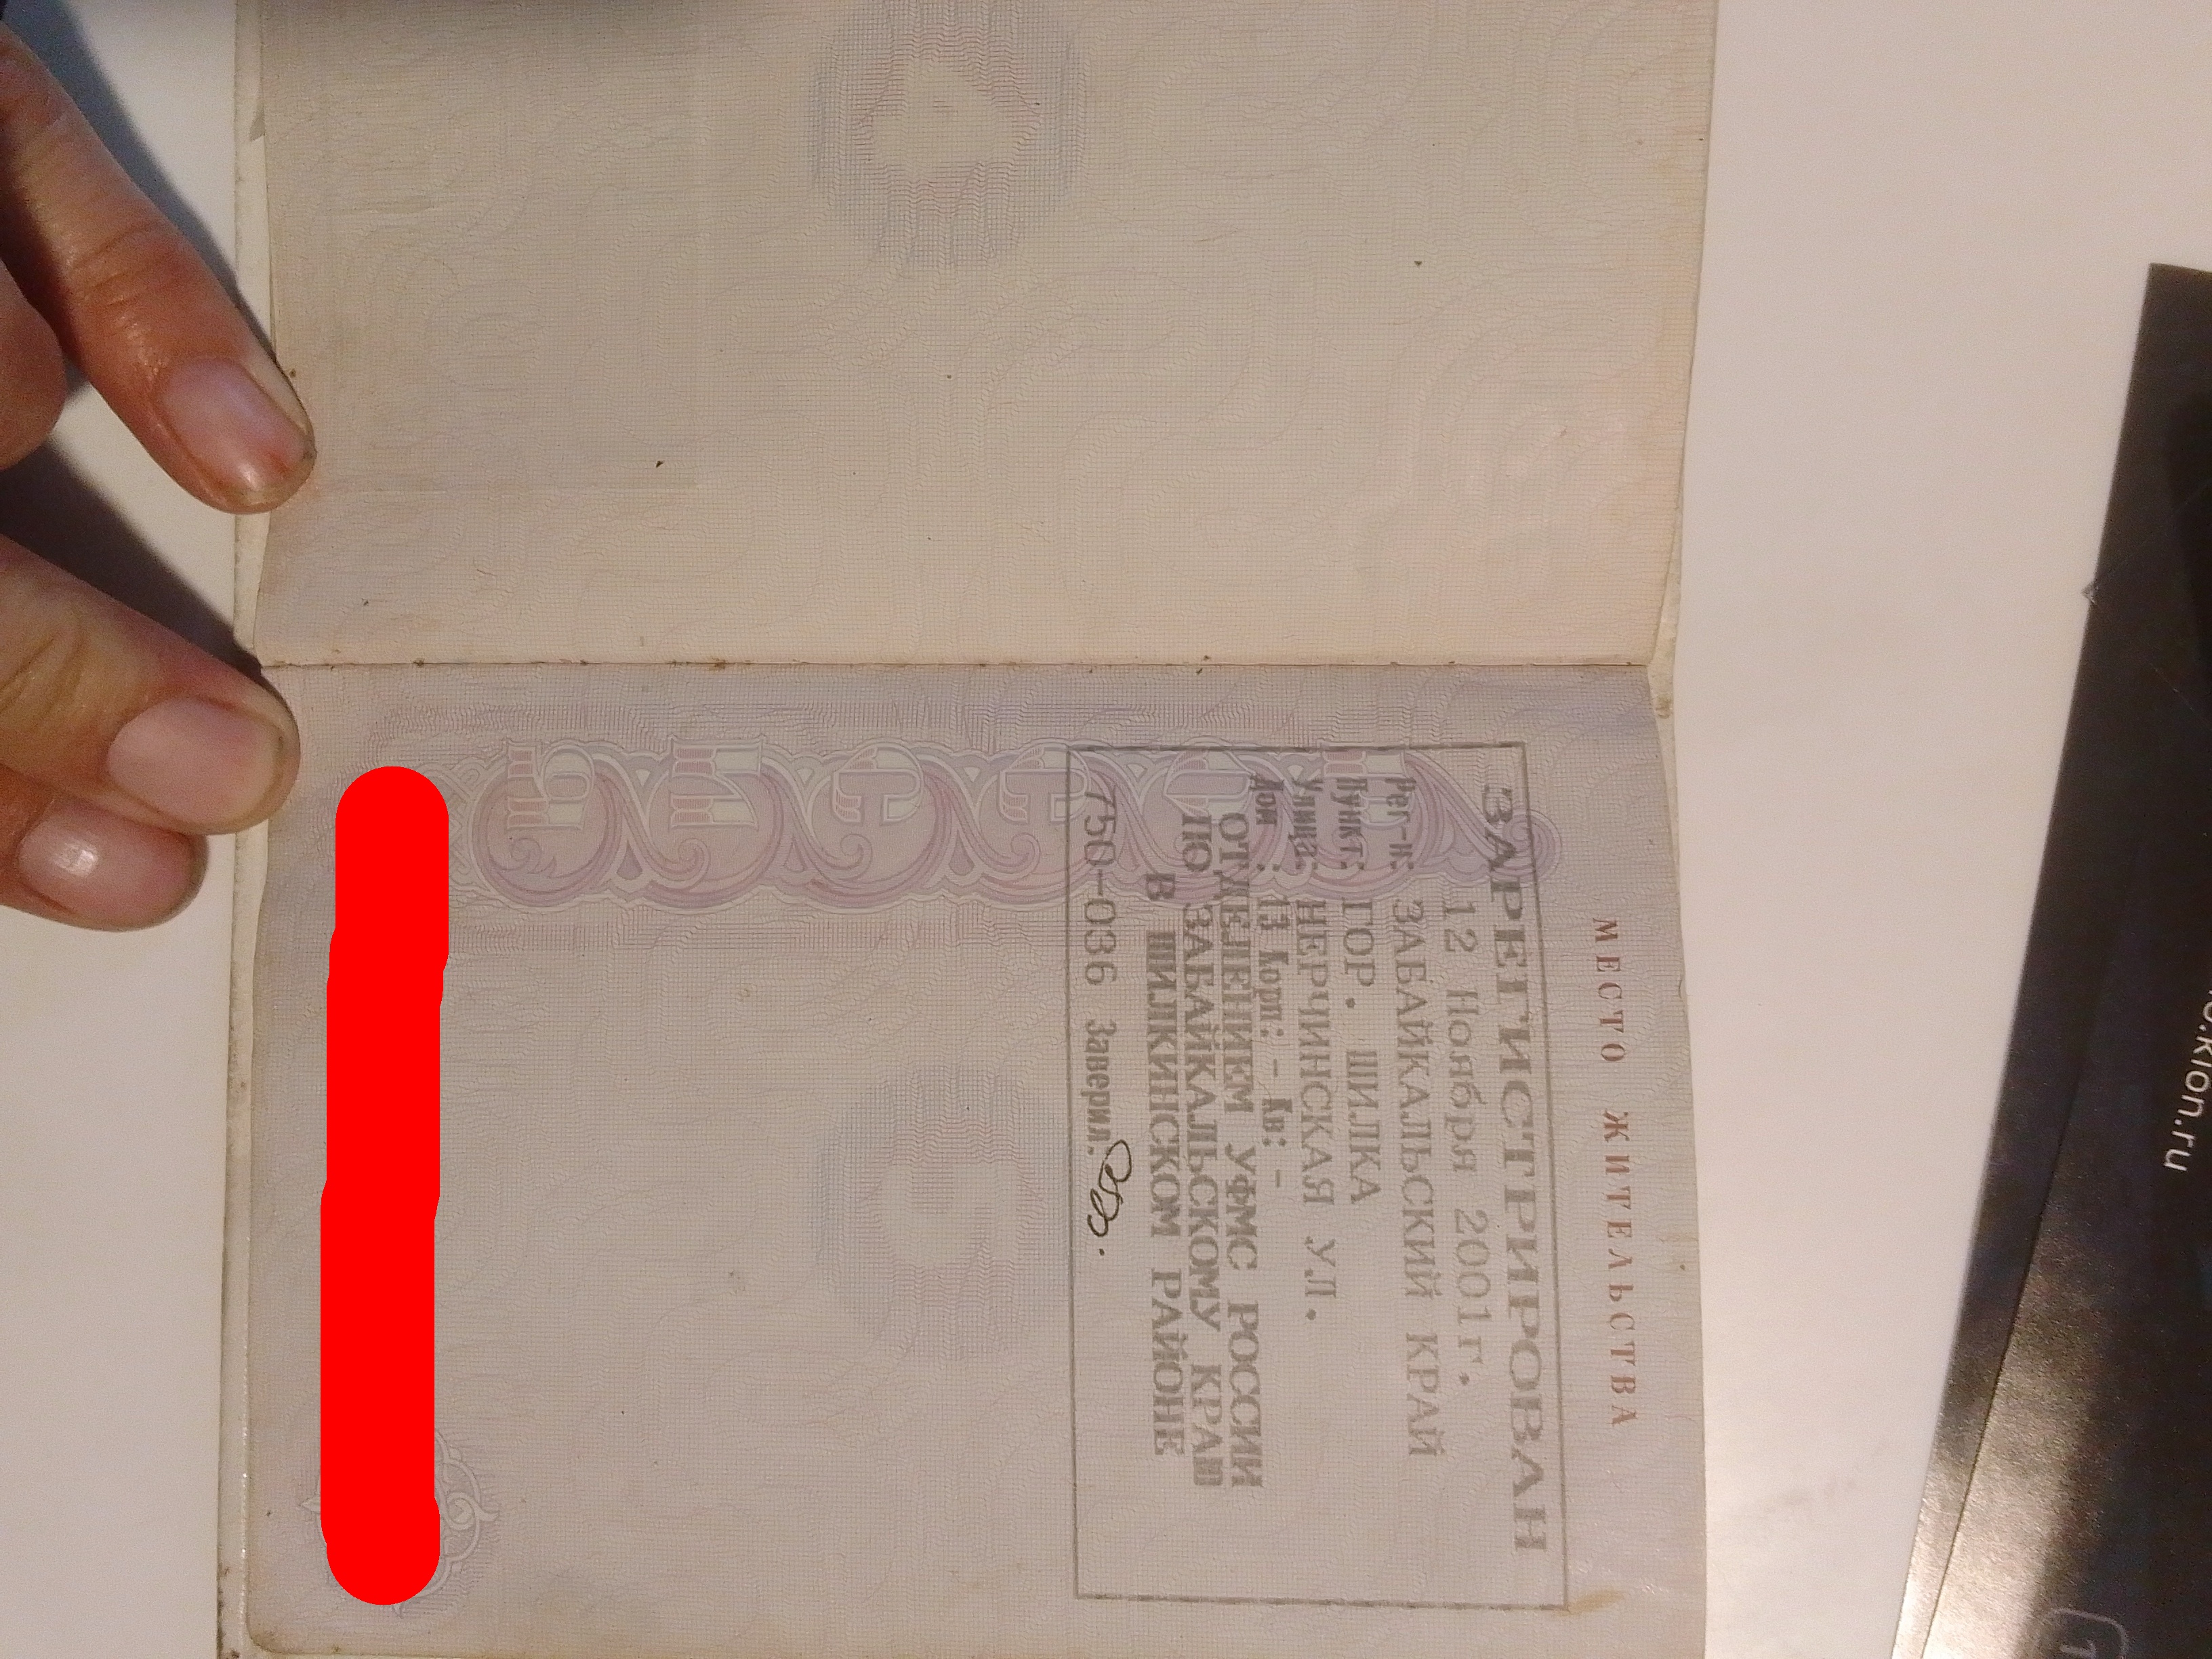 МЕСТО ЖИТЕЛЬСТВА
ЗАРЕГИСТРИРОВАН
12 Ноября 2001г.
Рег-н: ЗАБАЙКАЛЬСКИЙ КРАЙ
Пункт: ГОР. ШИЛКА
Улица: НЕРЧИНСКАЯ УЛ.
Дом : 13 Корп: - Кв: -
ОТДЕЛЕНИЕМ УФМС РОССИИ
ПО ЗАБАЙКАЛЬСКОМУ КРАЮ
В ШИЛКИНСКОМ РАЙОНЕ
750-036 Заверил.
klon.ru